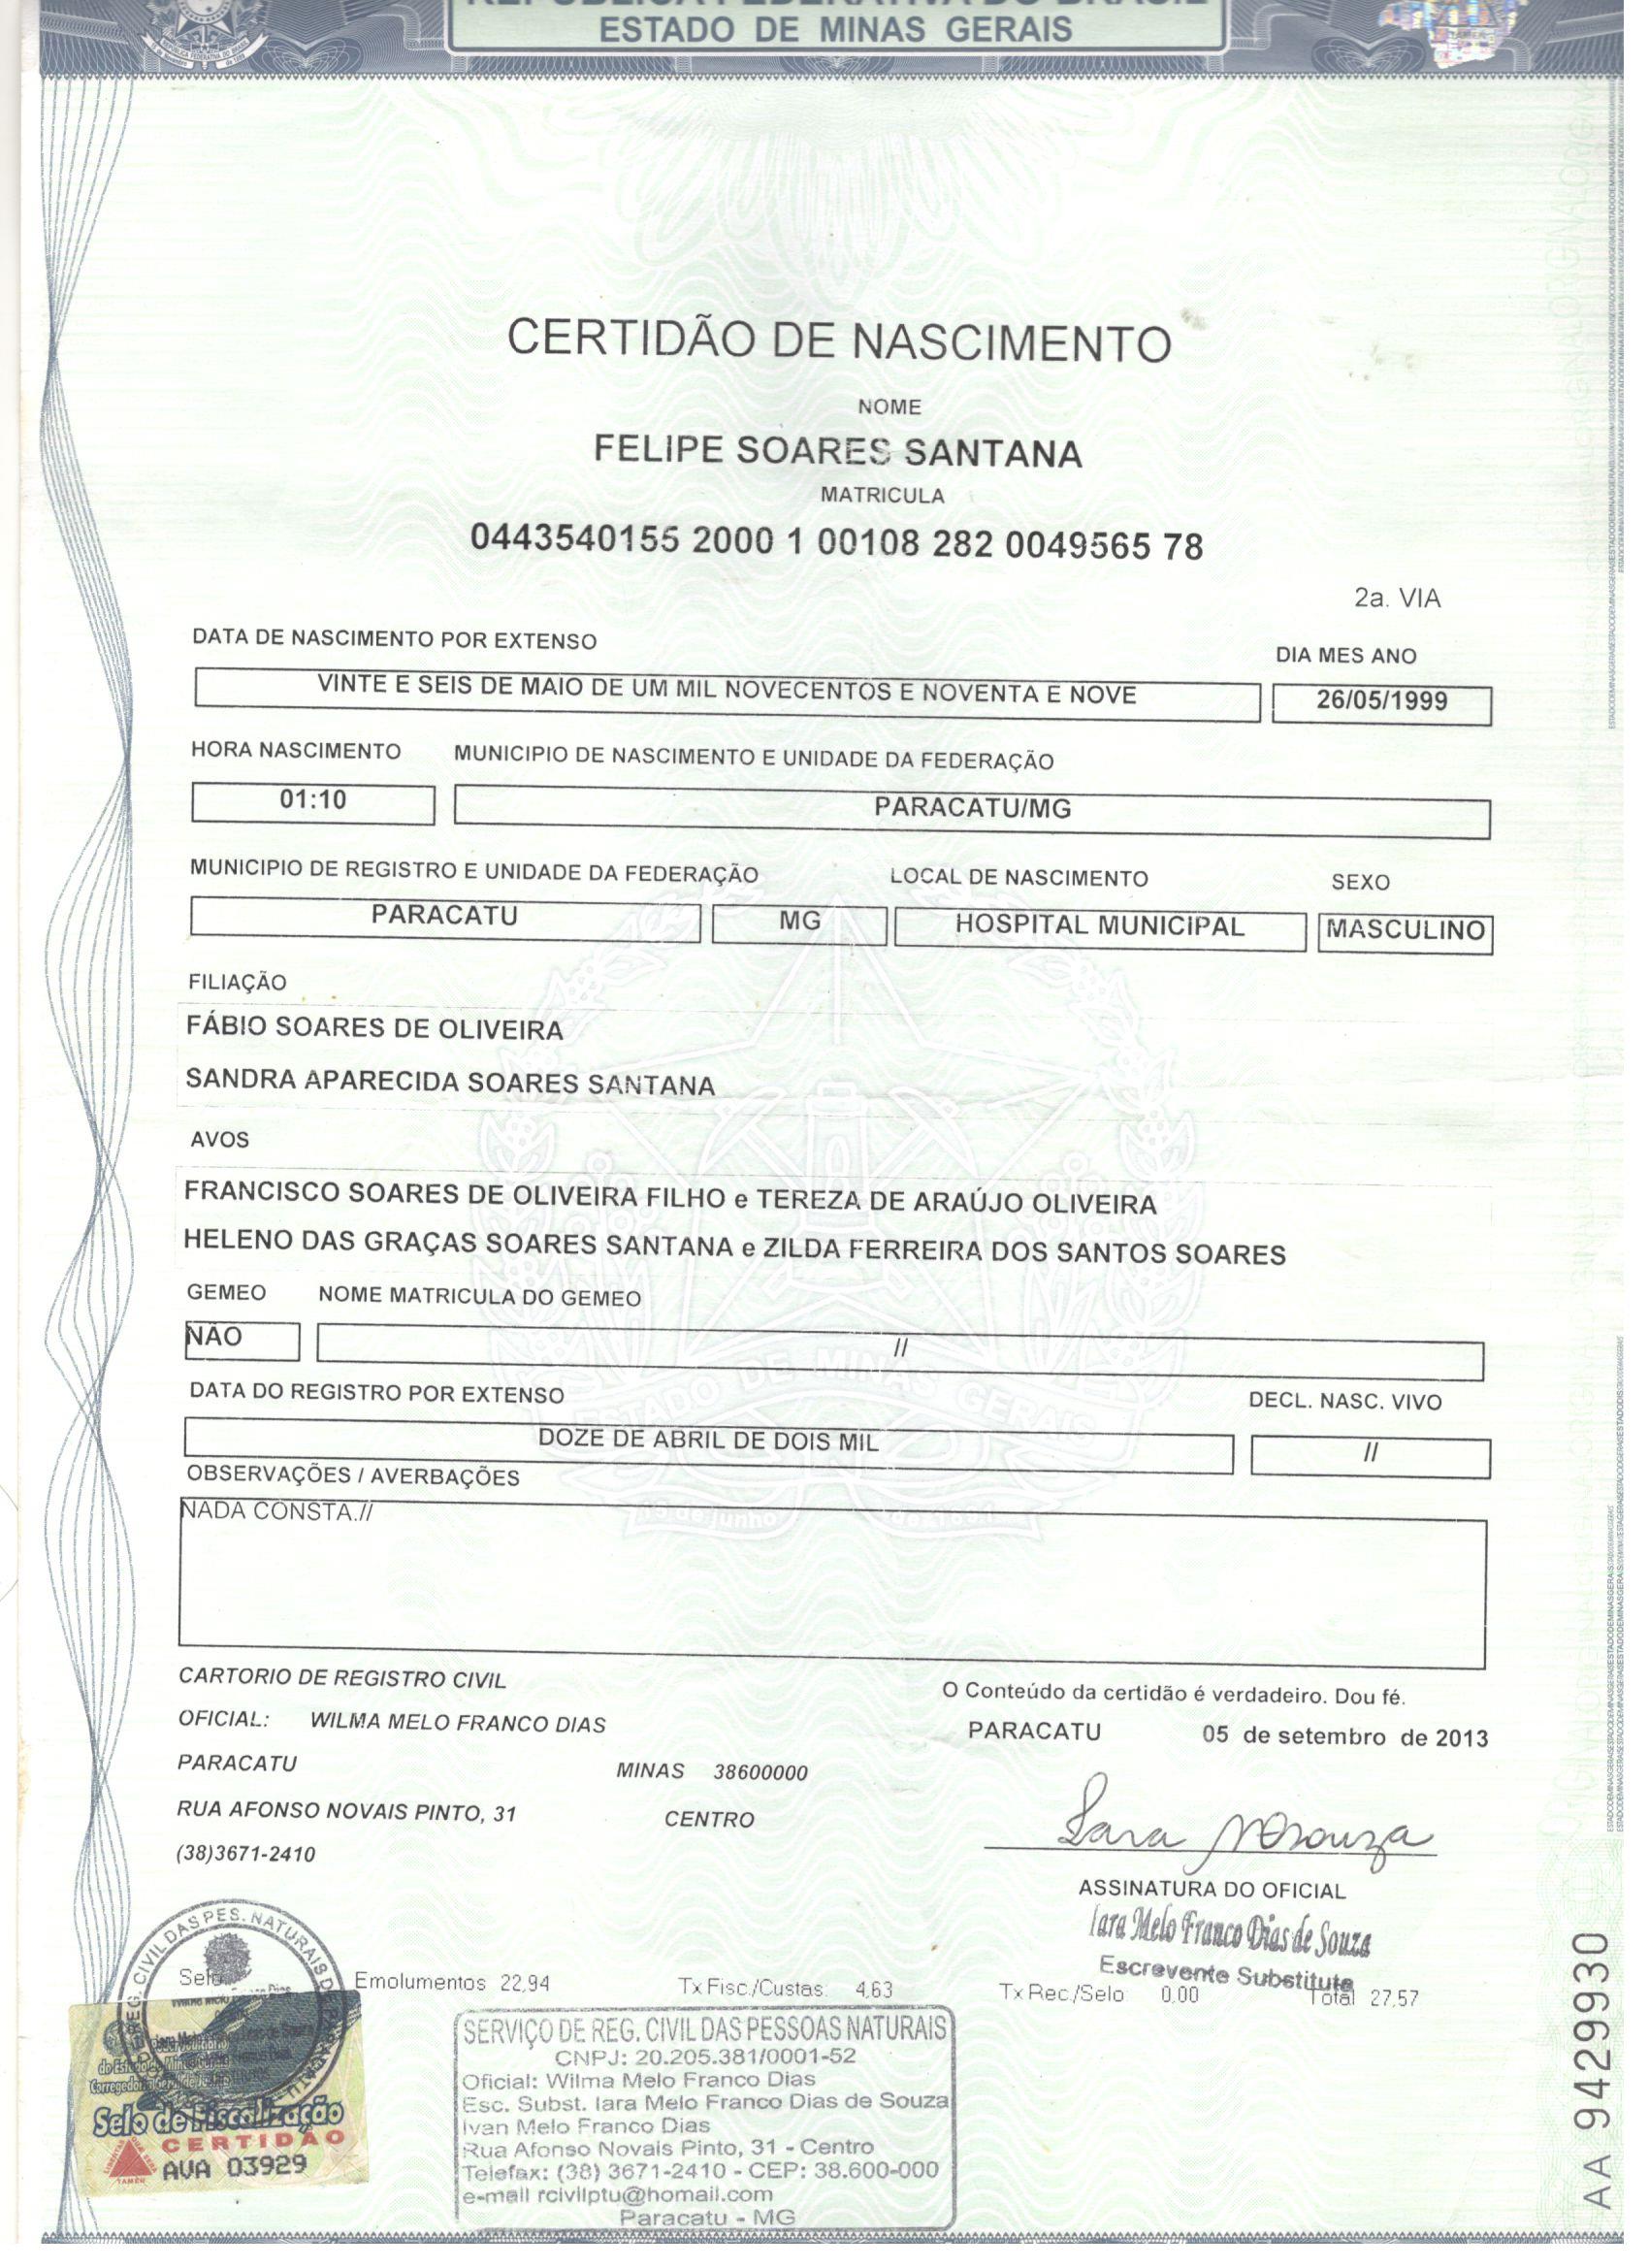 ESTADO DE MINAS GERAIS
CERTIDÃO DE NASCIMENTO
NOME
FELIPE SOARES SANTANA
MATRICULA
0443540155 2000 1 00108 282 0049565 78
2a. VIA
DATA DE NASCIMENTO POR EXTENSO
DIA MES ANO
VINTE E SEIS DE MAIO DE UM MIL NOVECENTOS E NOVENTA E NOVE
26/05/1999
HORA NASCIMENTO
MUNICIPIO DE NASCIMENTO E UNIDADE DA FEDERAÇÃO
01:10
PARACATU/MG
MUNICIPIO DE REGISTRO E UNIDADE DA FEDERAÇÃO
LOCAL DE NASCIMENTO
SEXO
PARACATU
MG
HOSPITAL MUNICIPAL
MASCULINO
FILIAÇÃO
FÁBIO SOARES DE OLIVEIRA
SANDRA APARECIDA SOARES SANTANA
AVOS
FRANCISCO SOARES DE OLIVEIRA FILHO e TEREZA DE ARAÚJO OLIVEIRA
HELENO DAS GRAÇAS SOARES SANTANA e ZILDA FERREIRA DOS SANTOS SOARES
GEMEO
NOME MATRICULA DO GEMEO
NÃO
//
DATA DO REGISTRO POR EXTENSO
DECL. NASC. VIVO
DOZE DE ABRIL DE DOIS MIL
//
OBSERVAÇÕES / AVERBAÇÕES
NADA CONSTA.//
CARTORIO DE REGISTRO CIVIL
O Conteúdo da certidão é verdadeiro. Dou fé.
OFICIAL: WILMA MELO FRANCO DIAS
PARACATU 05 de setembro de 2013
PARACATU
MINAS 38600000
RUA AFONSO NOVAIS PINTO, 31
CENTRO
(38)3671-2410
ASSINATURA DO OFICIAL
Iara Melo Franco Dias de Souza
Escrevente Substituta
Selo
Emolumentos 22,94
Tx Fisc./Custas: 4,63
Tx Rec./Selo 0,00
Total 27,57
SERVIÇO DE REG. CIVIL DAS PESSOAS NATURAIS
CNPJ: 20.205.381/0001-52
Oficial: Wilma Melo Franco Dias
Esc. Subst. Iara Melo Franco Dias de Souza
Ivan Melo Franco Dias
Rua Afonso Novais Pinto, 31 - Centro
Telefax: (38) 3671-2410 - CEP: 38.600-000
e-mail rcivilptu@homail.com
Paracatu - MG
Selo de Fiscalização
CERTIDÃO
AVA 03929
AA 9429930